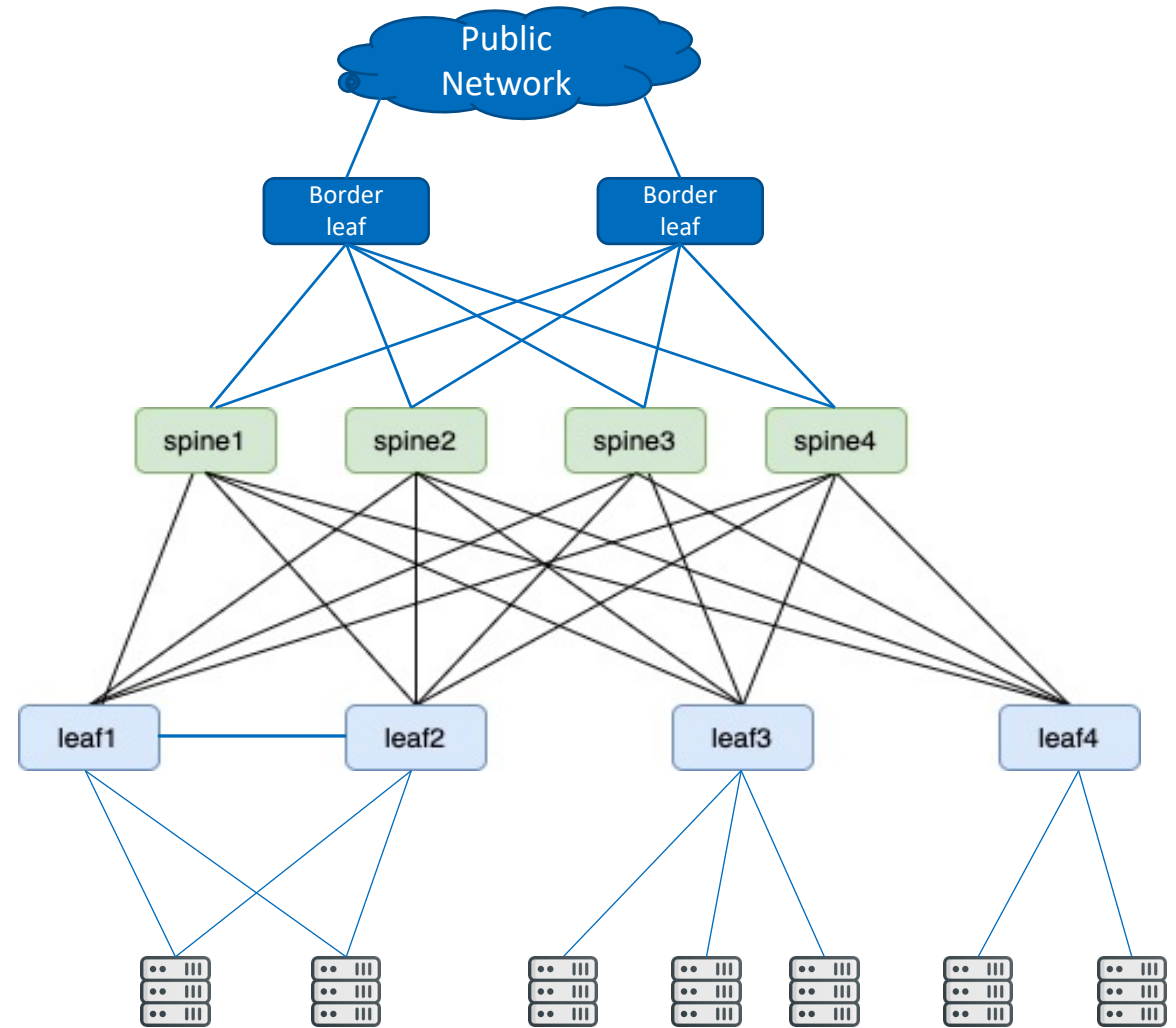 Public
Network
Border
leaf
Border
leaf
spine1
spine2
spine3
spine4
leaf1
leaf2
leaf3
leaf4